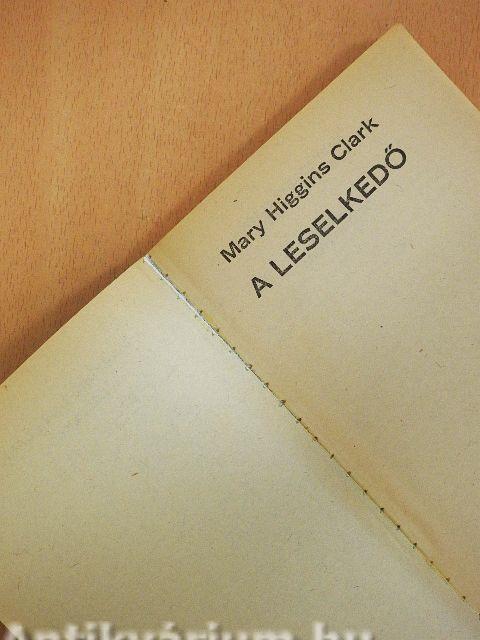 Mary Higgins Clark
A LESELKEDŐ
Antikvárium.hu